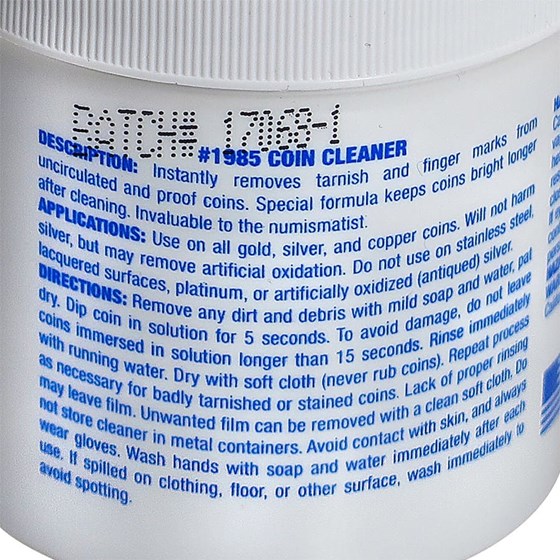 BATCH# 17068-1
#1985 COIN CLEANER
DESCRIPTION: Instantly removes tarnish and finger marks from
uncirculated and proof coins. Special formula keeps coins bright longer
after cleaning. Invaluable to the numismatist.
APPLICATIONS: Use on all gold, silver, and copper coins. Will not harm
silver, but may remove artificial oxidation. Do not use on stainless steel,
lacquered surfaces, platinum, or artificially oxidized (antiqued) silver.
DIRECTIONS: Remove any dirt and debris with mild soap and water, pat
dry. Dip coin in solution for 5 seconds. To avoid damage, do not leave
coins immersed in solution longer than 15 seconds. Rinse immediately
with running water. Dry with soft cloth (never rub coins). Repeat process
as necessary for badly tarnished or stained coins. Lack of proper rinsing
may leave film. Unwanted film can be removed with a clean soft cloth. Do
not store cleaner in metal containers. Avoid contact with skin, and always
wear gloves. Wash hands with soap and water immediately after each
use. If spilled on clothing, floor, or other surface, wash immediately to
avoid spotting.